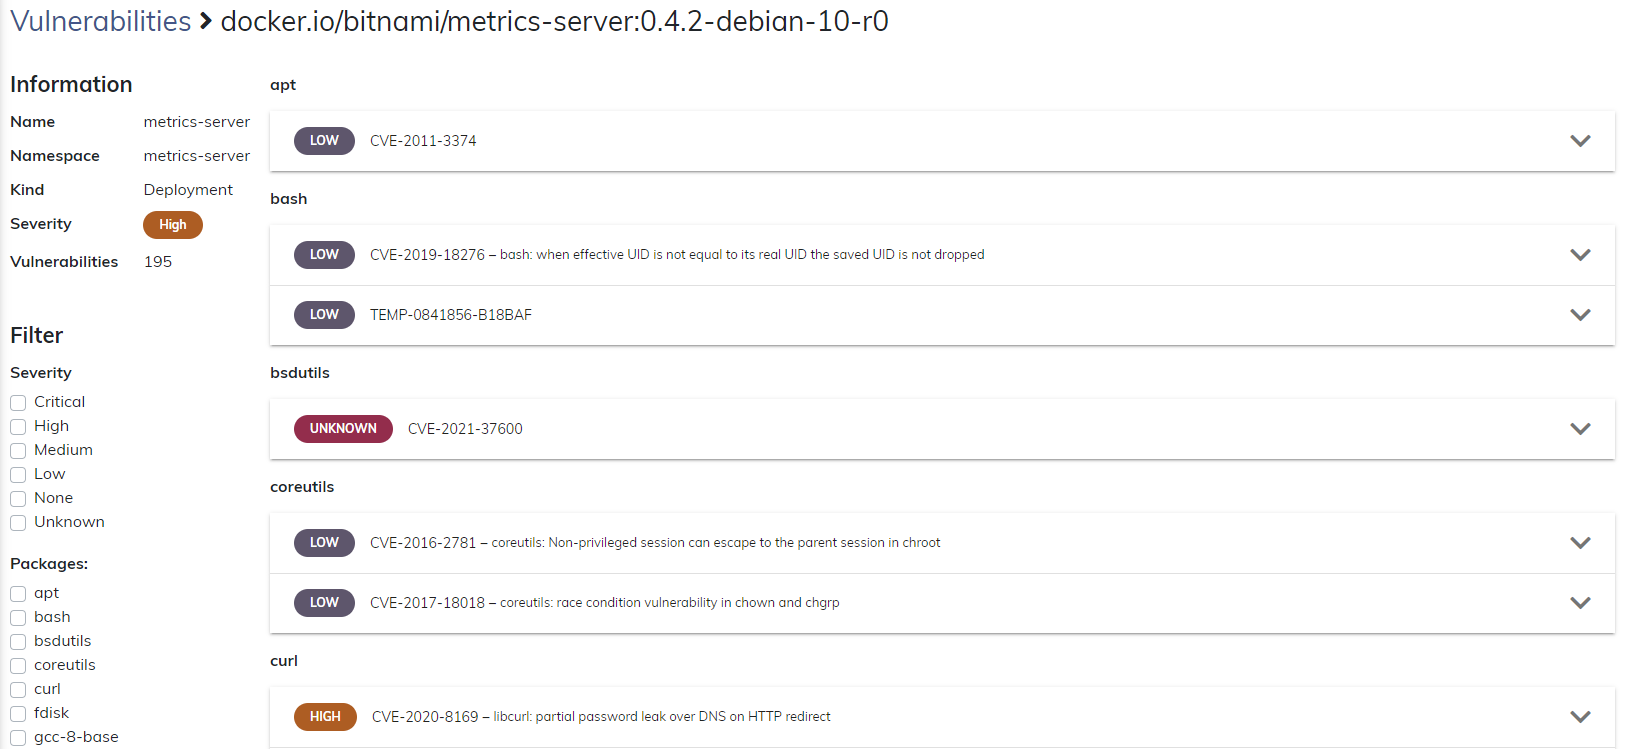 Vulnerabilities > docker.io/bitnami/metrics-server:0.4.2-debian-10-r0
Information
Name metrics-server
Namespace metrics-server
Kind Deployment
Severity High
Vulnerabilities 195
Filter
Severity
Critical
High
Medium
Low
None
Unknown
Packages:
apt
bash
bsdutils
coreutils
curl
fdisk
gcc-8-base
apt
LOW CVE-2011-3374
bash
LOW CVE-2019-18276 – bash: when effective UID is not equal to its real UID the saved UID is not dropped
LOW TEMP-0841856-B18BAF
bsdutils
UNKNOWN CVE-2021-37600
coreutils
LOW CVE-2016-2781 – coreutils: Non-privileged session can escape to the parent session in chroot
LOW CVE-2017-18018 – coreutils: race condition vulnerability in chown and chgrp
curl
HIGH CVE-2020-8169 – libcurl: partial password leak over DNS on HTTP redirect